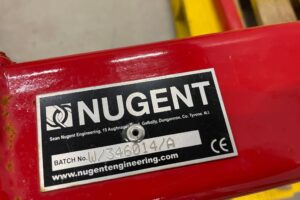 NUGENT
Sean Nugent Engineering, 15 Aughnagar Road, Galbally, Dungannon, Co. Tyrone, N.I.
BATCH No. W/346014/A
www.nugentengineering.com CE